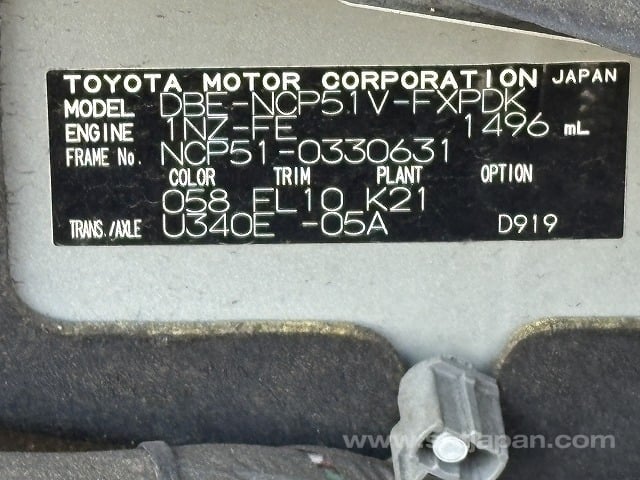 TOYOTA MOTOR CORPORATION JAPAN
MODEL DBE-NCP51V-FXPDK
ENGINE 1NZ-FE 1496 mL
FRAME No. NCP51-0330631
COLOR TRIM PLANT OPTION
058 FL10 K21
TRANS./AXLE U340E -05A D919